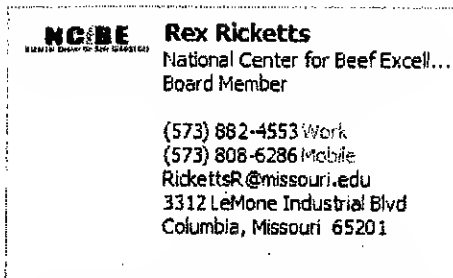 NCBE
Rex Ricketts
National Center for Beef Excell...
Board Member
(573) 882-4553 Work
(573) 808-6286 Mobile
RickettsR@missouri.edu
3312 LeMone Industrial Blvd
Columbia, Missouri 65201